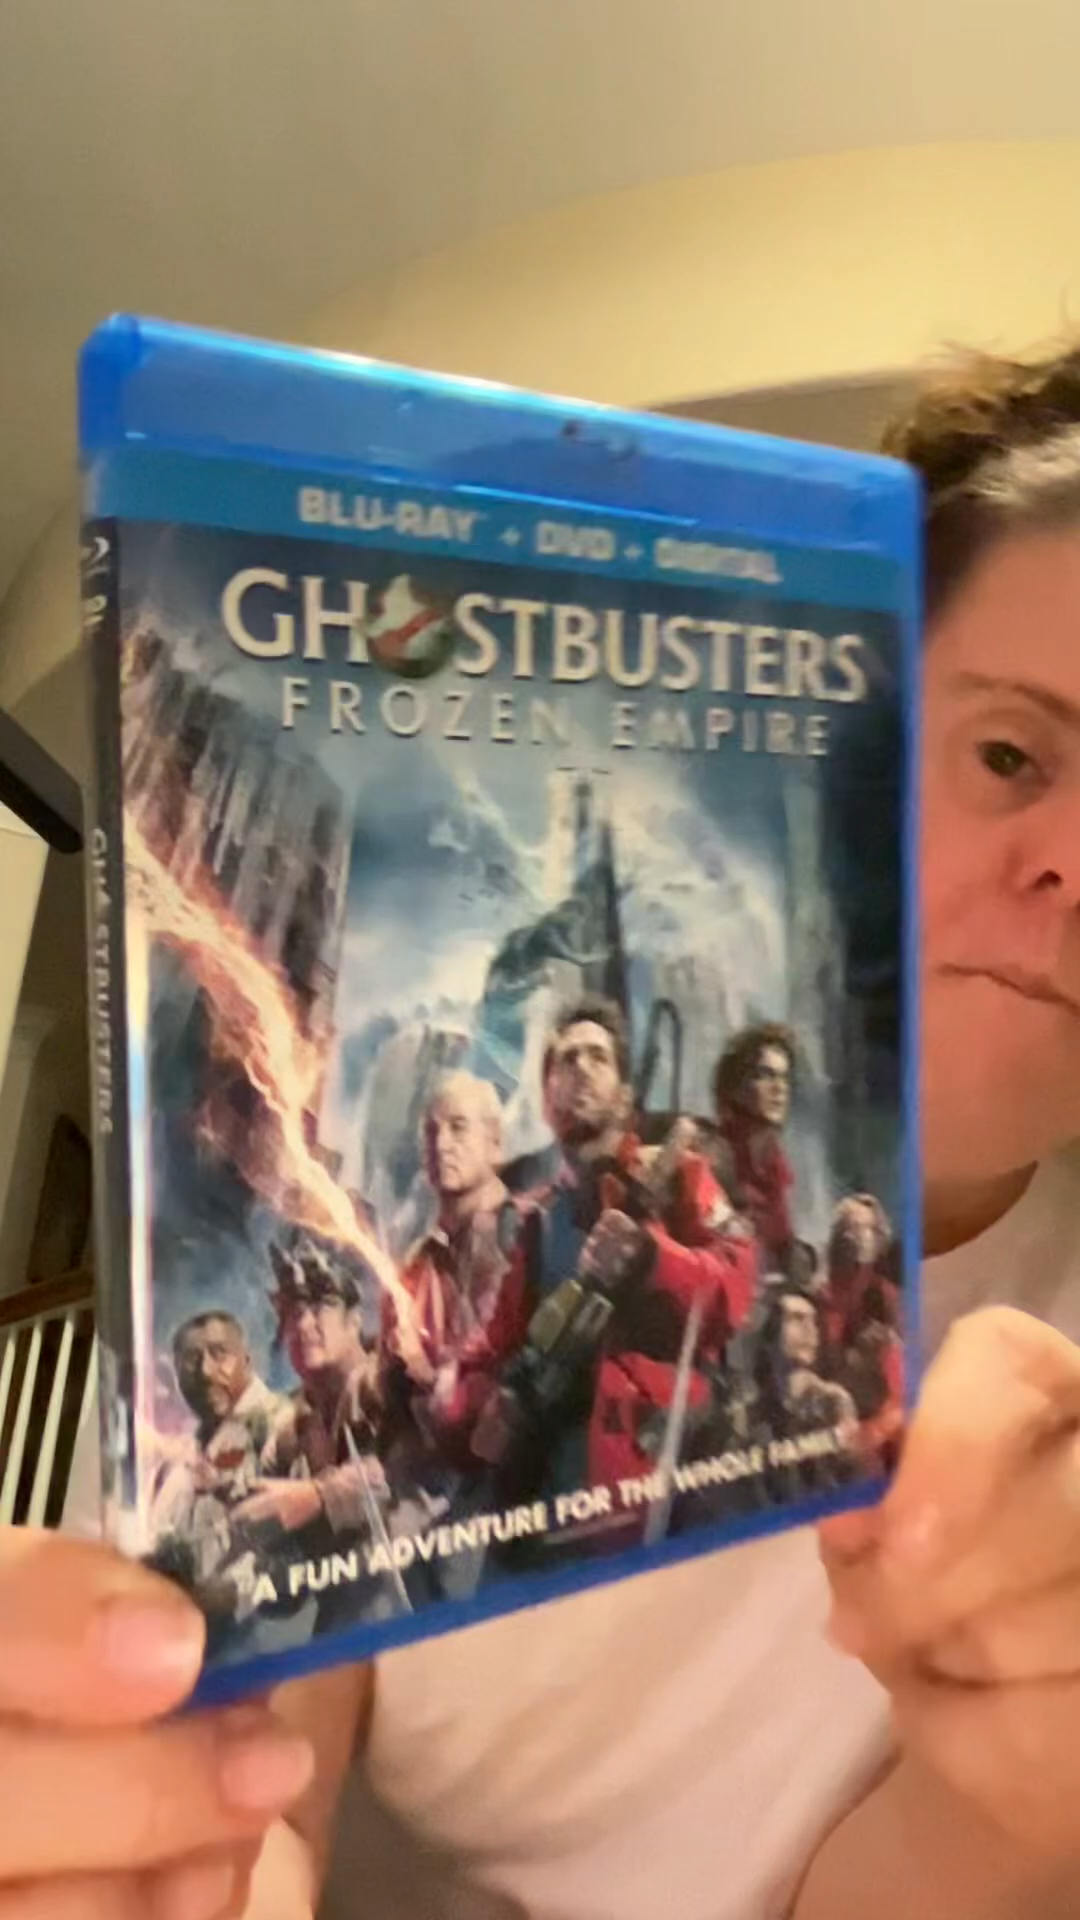 BLU-RAY + DVD + DIGITAL
GHOSTBUSTERS
FROZEN EMPIRE
A FUN ADVENTURE FOR THE WHOLE FAMILY
GHOSTBUSTERS